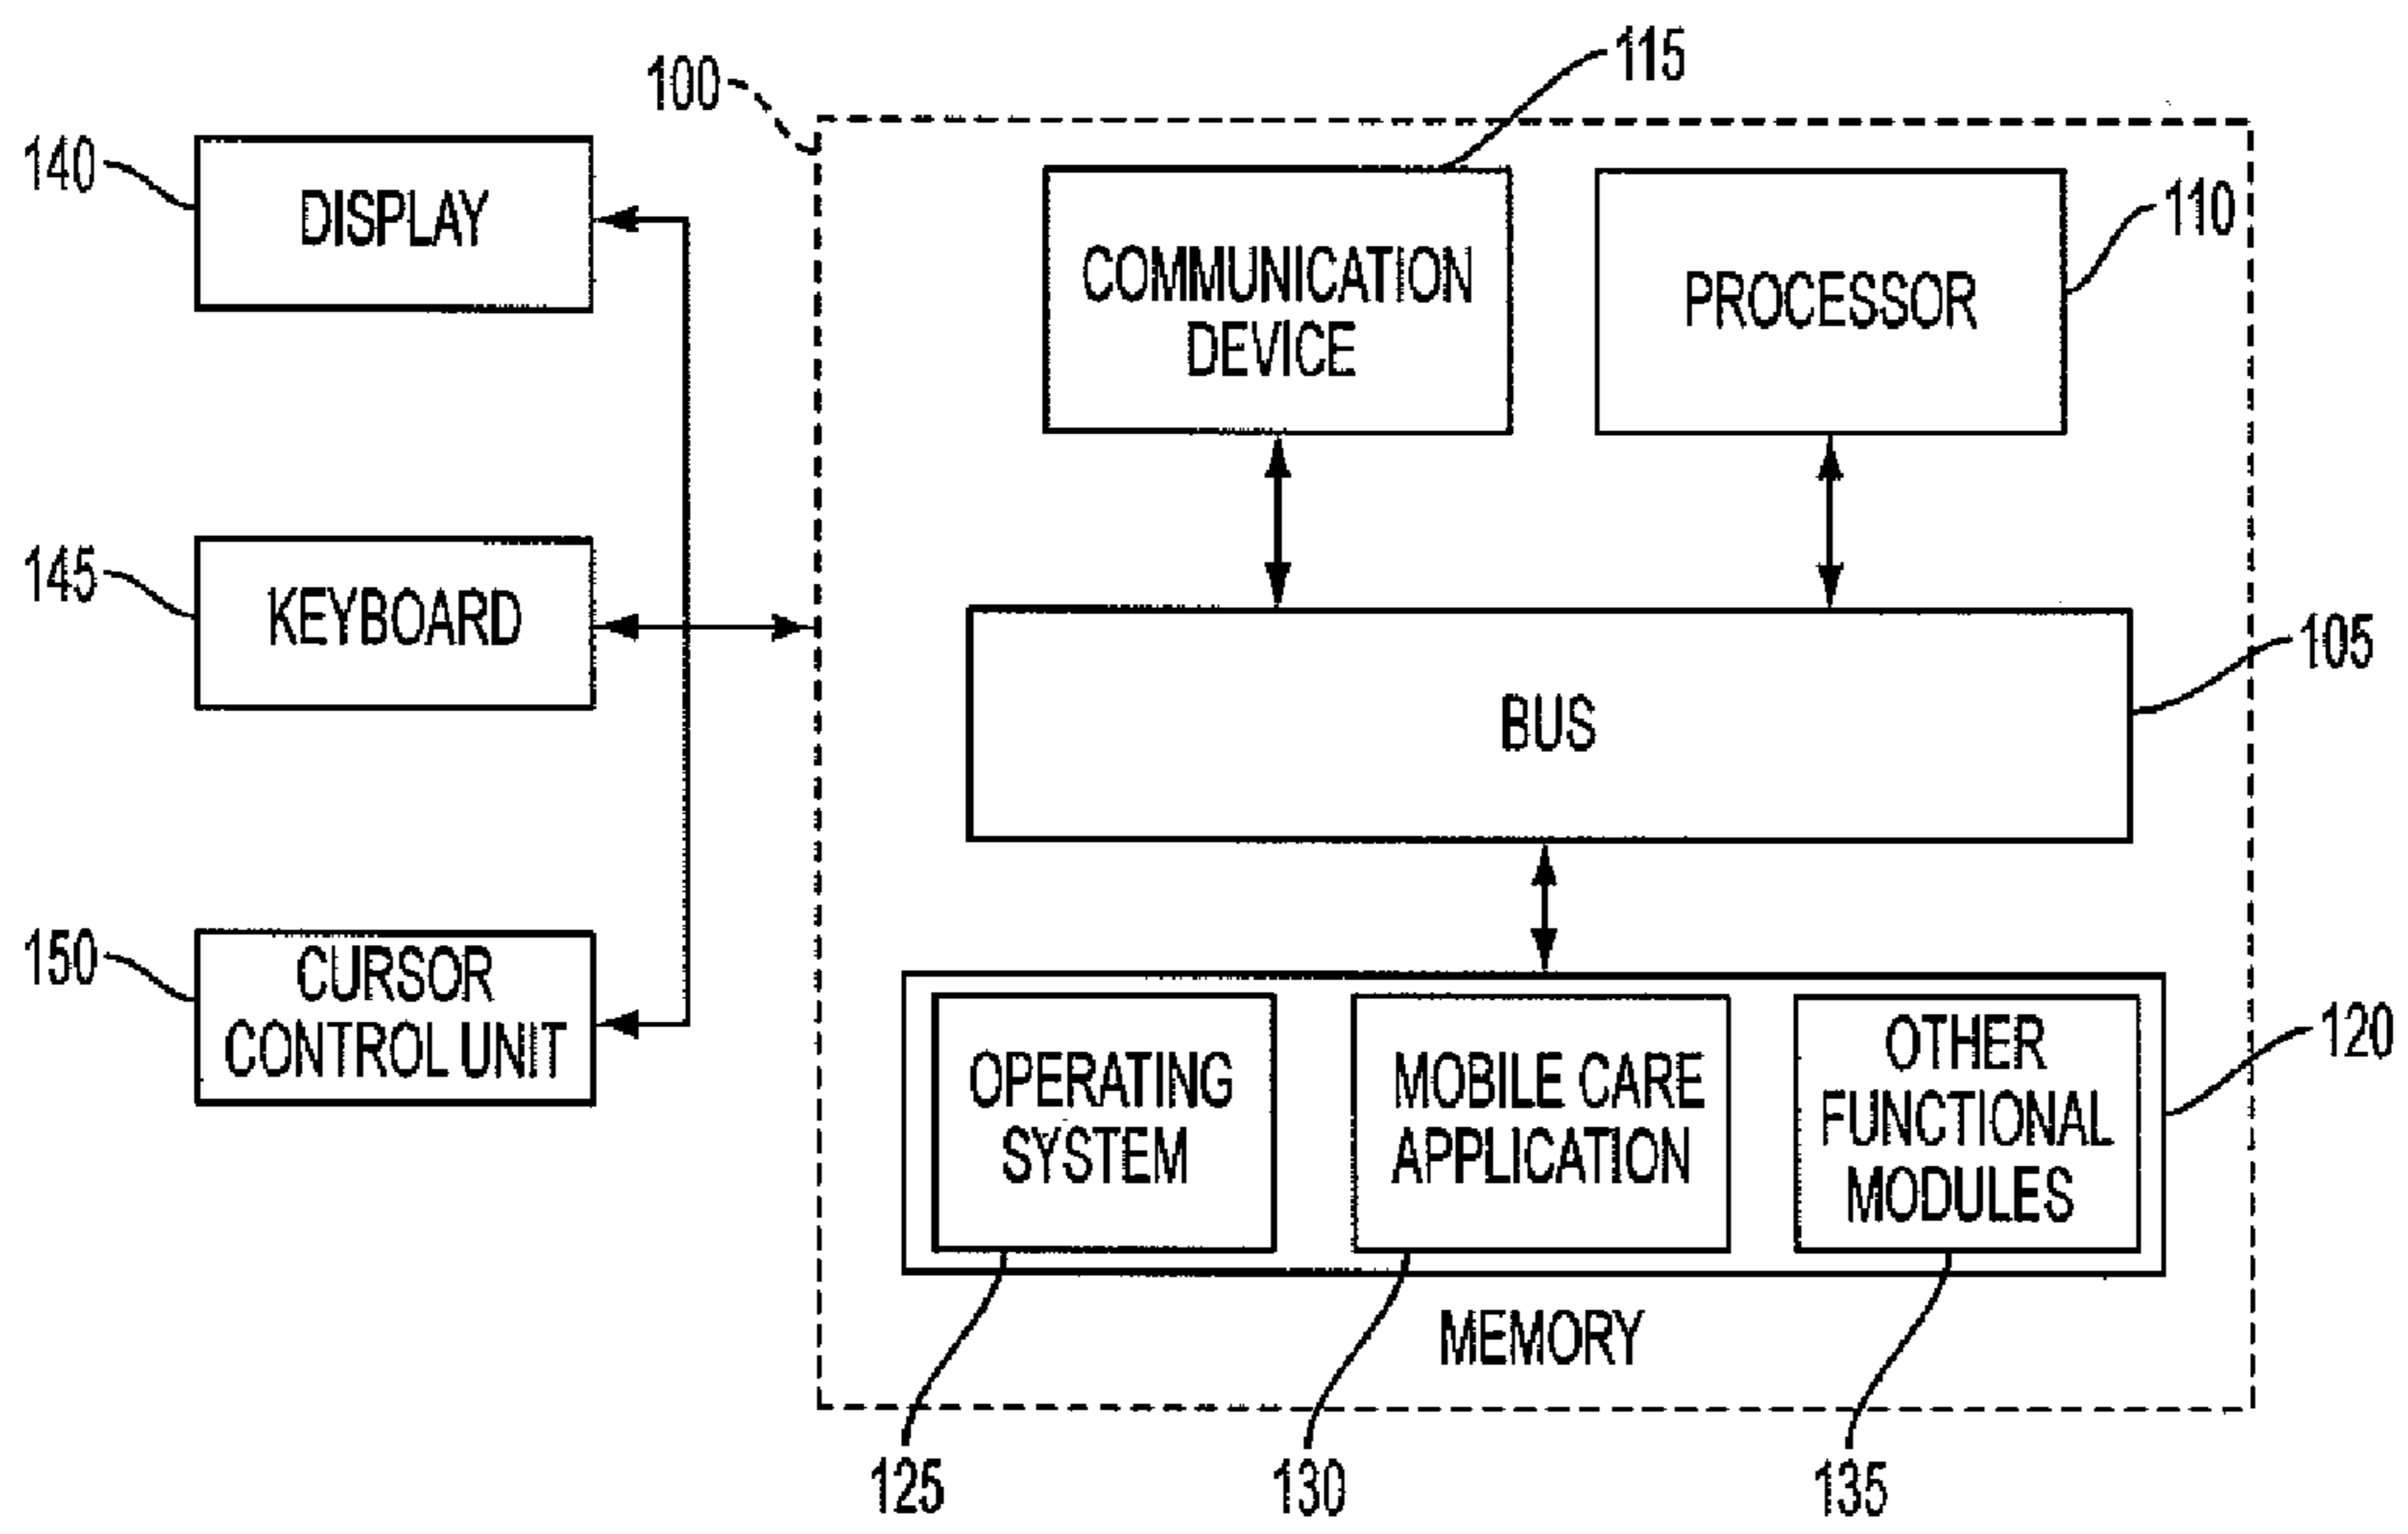 115
100
140
DISPLAY
COMMUNICATION
DEVICE
PROCESSOR
110
145
KEYBOARD
BUS
105
150
CURSOR
CONTROL UNIT
OPERATING
SYSTEM
MOBILE CARE
APPLICATION
OTHER
FUNCTIONAL
MODULES
120
MEMORY
125
130
135